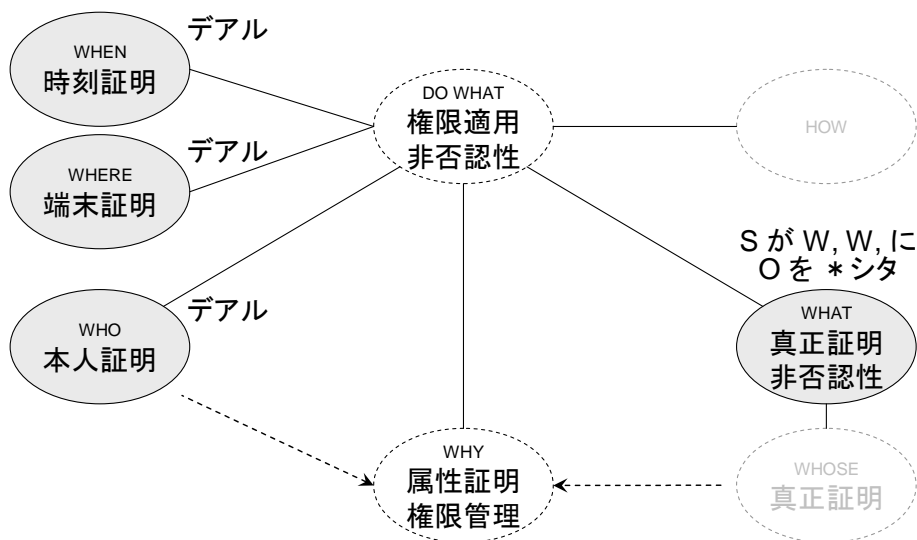 デアル
WHEN
時刻証明
DO WHAT
権限適用
非否認性
HOW
デアル
WHERE
端末証明
S が W, W, に
O を *シタ
デアル
WHO
本人証明
WHAT
真正証明
非否認性
WHY
属性証明
権限管理
WHOSE
真正証明